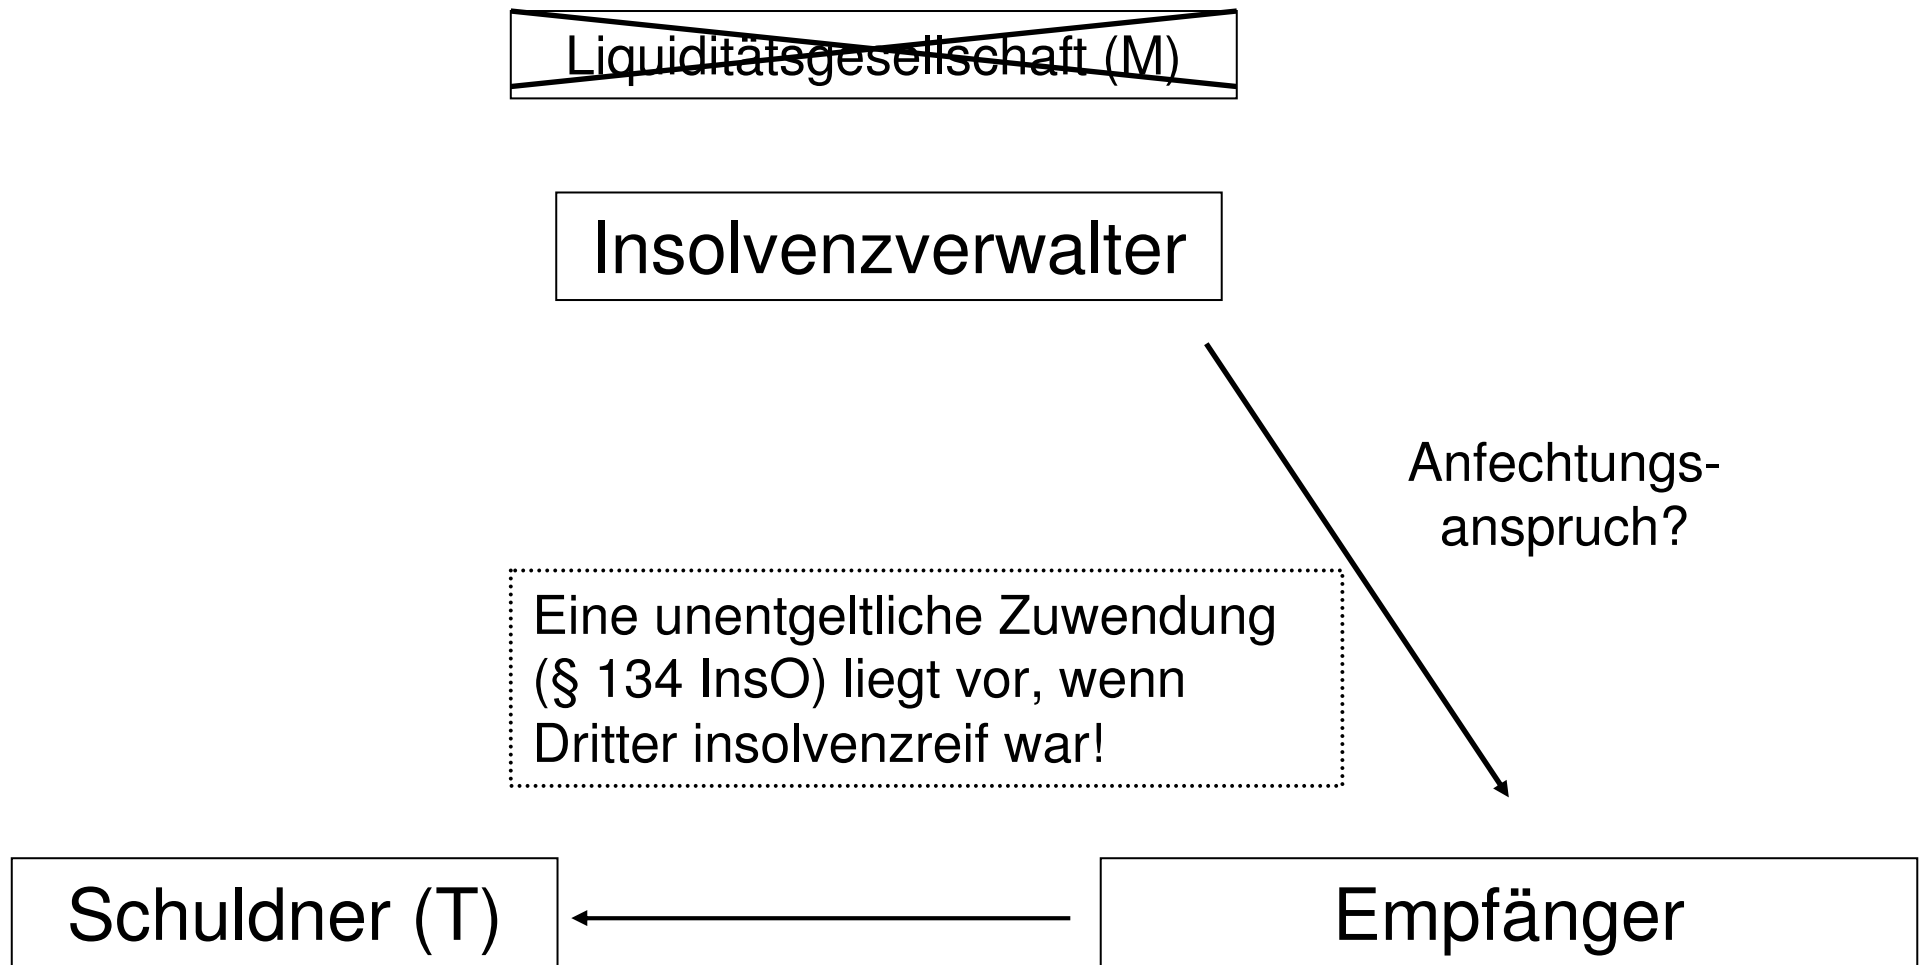 Liquiditätsgesellschaft (M)
Insolvenzverwalter
Anfechtungs-
anspruch?
Eine unentgeltliche Zuwendung
(§ 134 InsO) liegt vor, wenn
Dritter insolvenzreif war!
Schuldner (T)
Empfänger